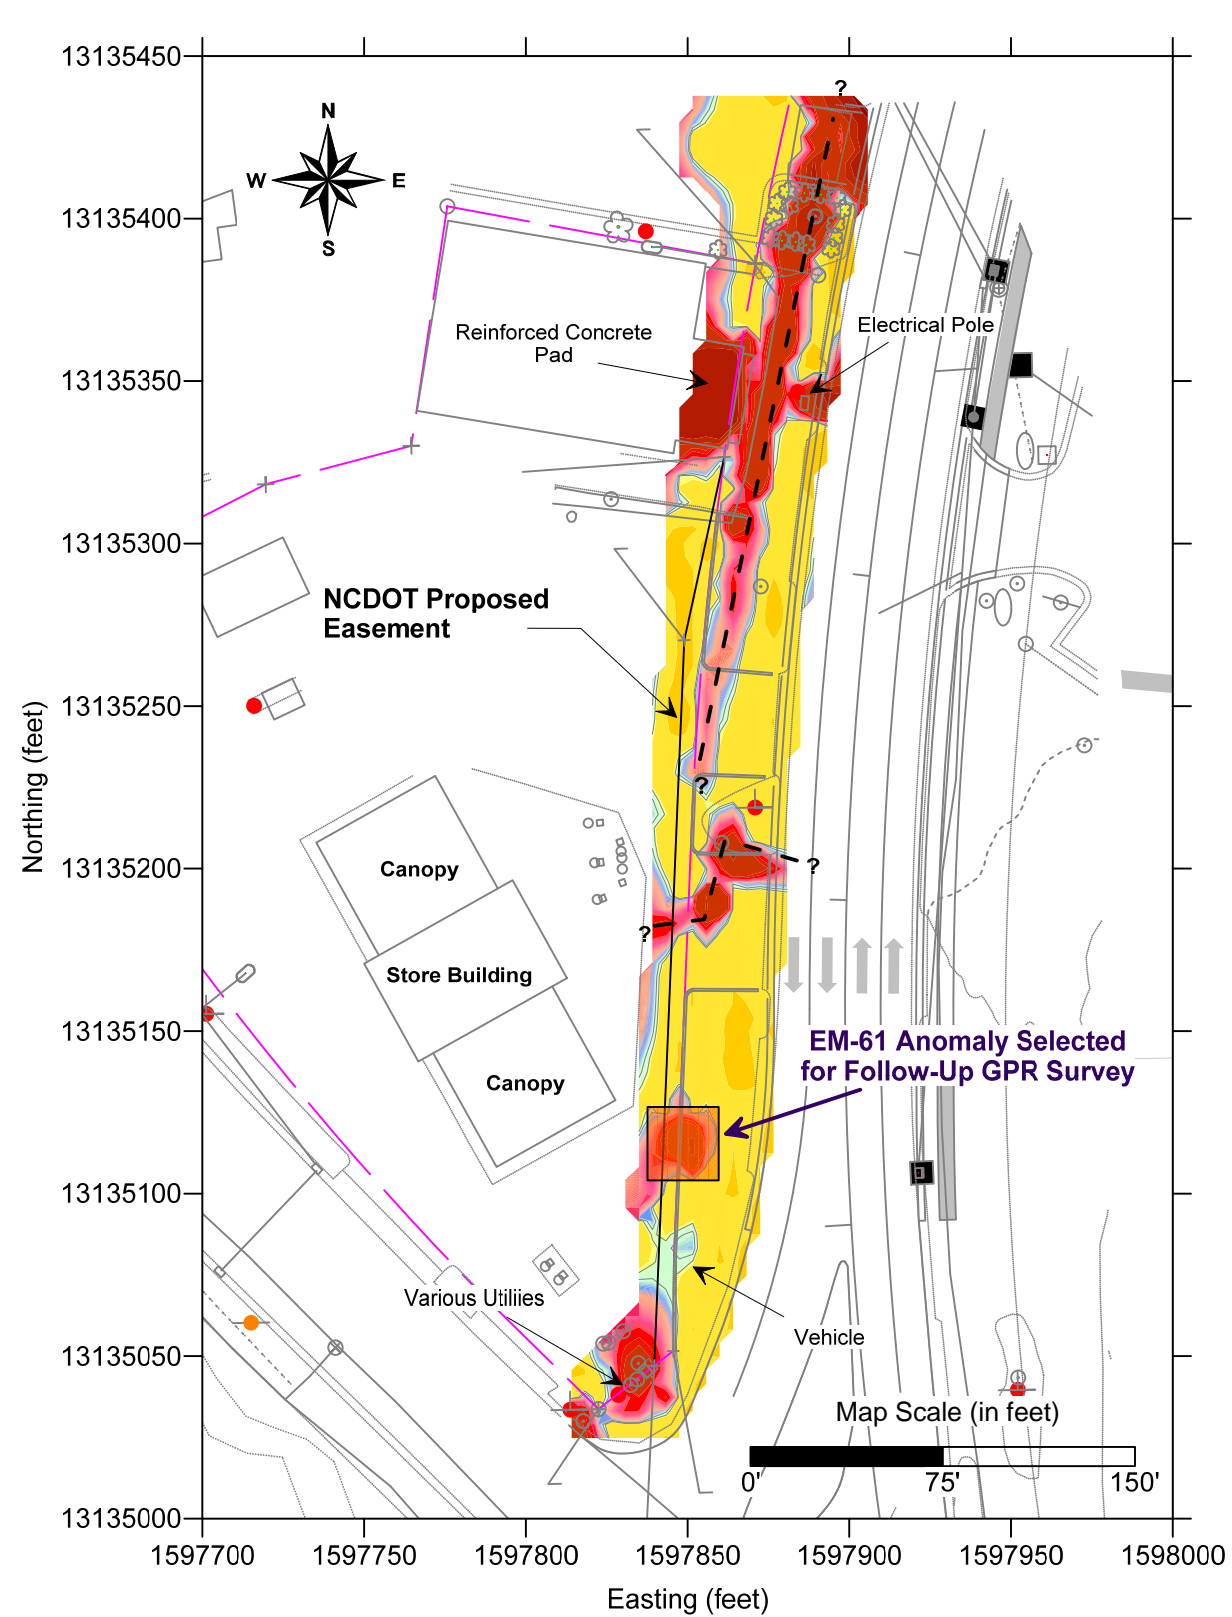 13135450
?
N
W E
S
13135400
Electrical Pole
Reinforced Concrete
Pad
13135350
13135300
NCDOT Proposed
Easement
13135250
?
Northing (feet)
Canopy
?
13135200
?
Store Building
13135150
EM-61 Anomaly Selected
for Follow-Up GPR Survey
Canopy
13135100
Various Utiliies
Vehicle
13135050
Map Scale (in feet)
0' 75' 150'
13135000
1597700 1597750 1597800 1597850 1597900 1597950 1598000
Easting (feet)